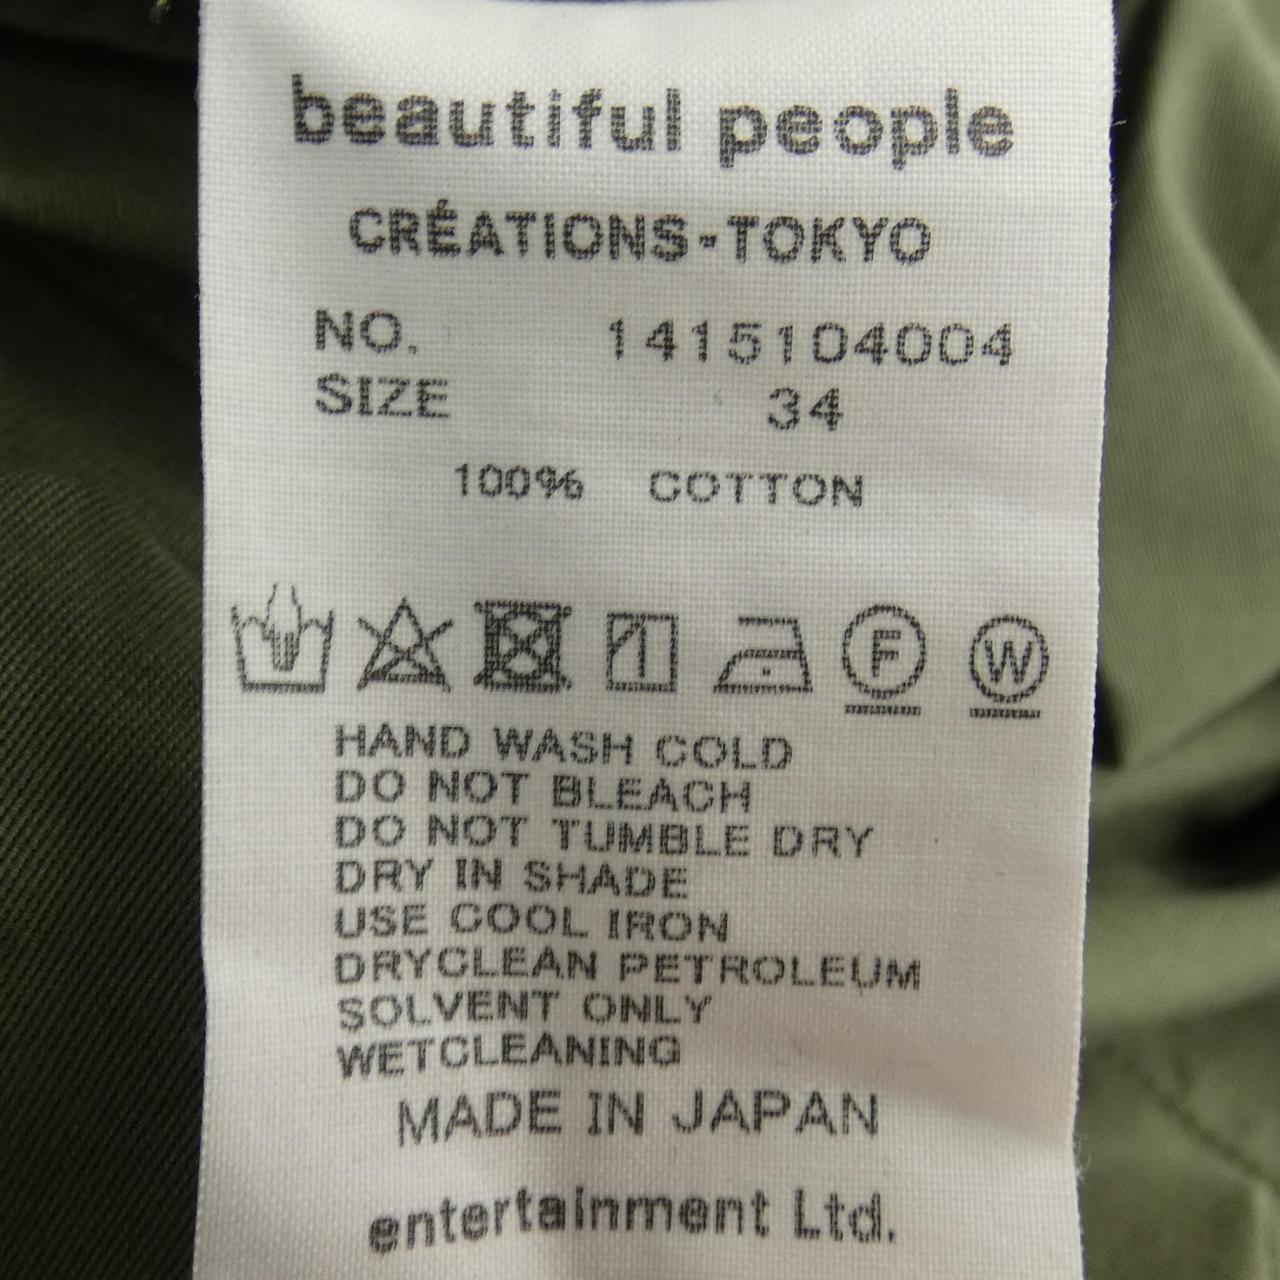 beautiful people
CRÉATIONS-TOKYO
NO. 1415104004
SIZE 34
100% COTTON
F W
HAND WASH COLD
DO NOT BLEACH
DO NOT TUMBLE DRY
DRY IN SHADE
USE COOL IRON
DRYCLEAN PETROLEUM
SOLVENT ONLY
WETCLEANING
MADE IN JAPAN
entertainment Ltd.